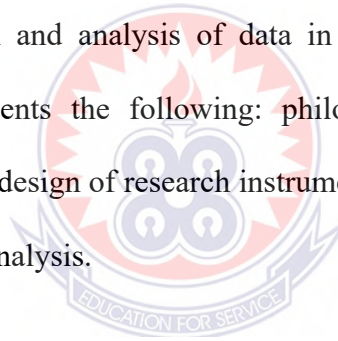 and analysis of data in
ents the following: philo
design of research instrume
nalysis.
EDUCATION FOR SERVICE